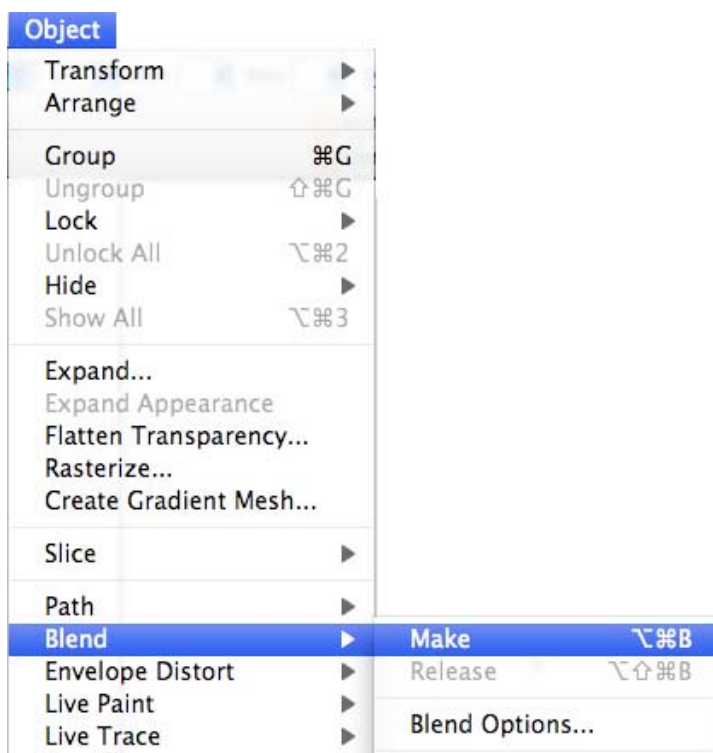 Object
Transform
Arrange
Group ⌘G
Ungroup ⇧⌘G
Lock
Unlock All ⌥⌘2
Hide
Show All ⌥⌘3
Expand...
Expand Appearance
Flatten Transparency...
Rasterize...
Create Gradient Mesh...
Slice
Path
Blend
Envelope Distort
Live Paint
Live Trace
Make ⌥⌘B
Release ⌥⇧⌘B
Blend Options...